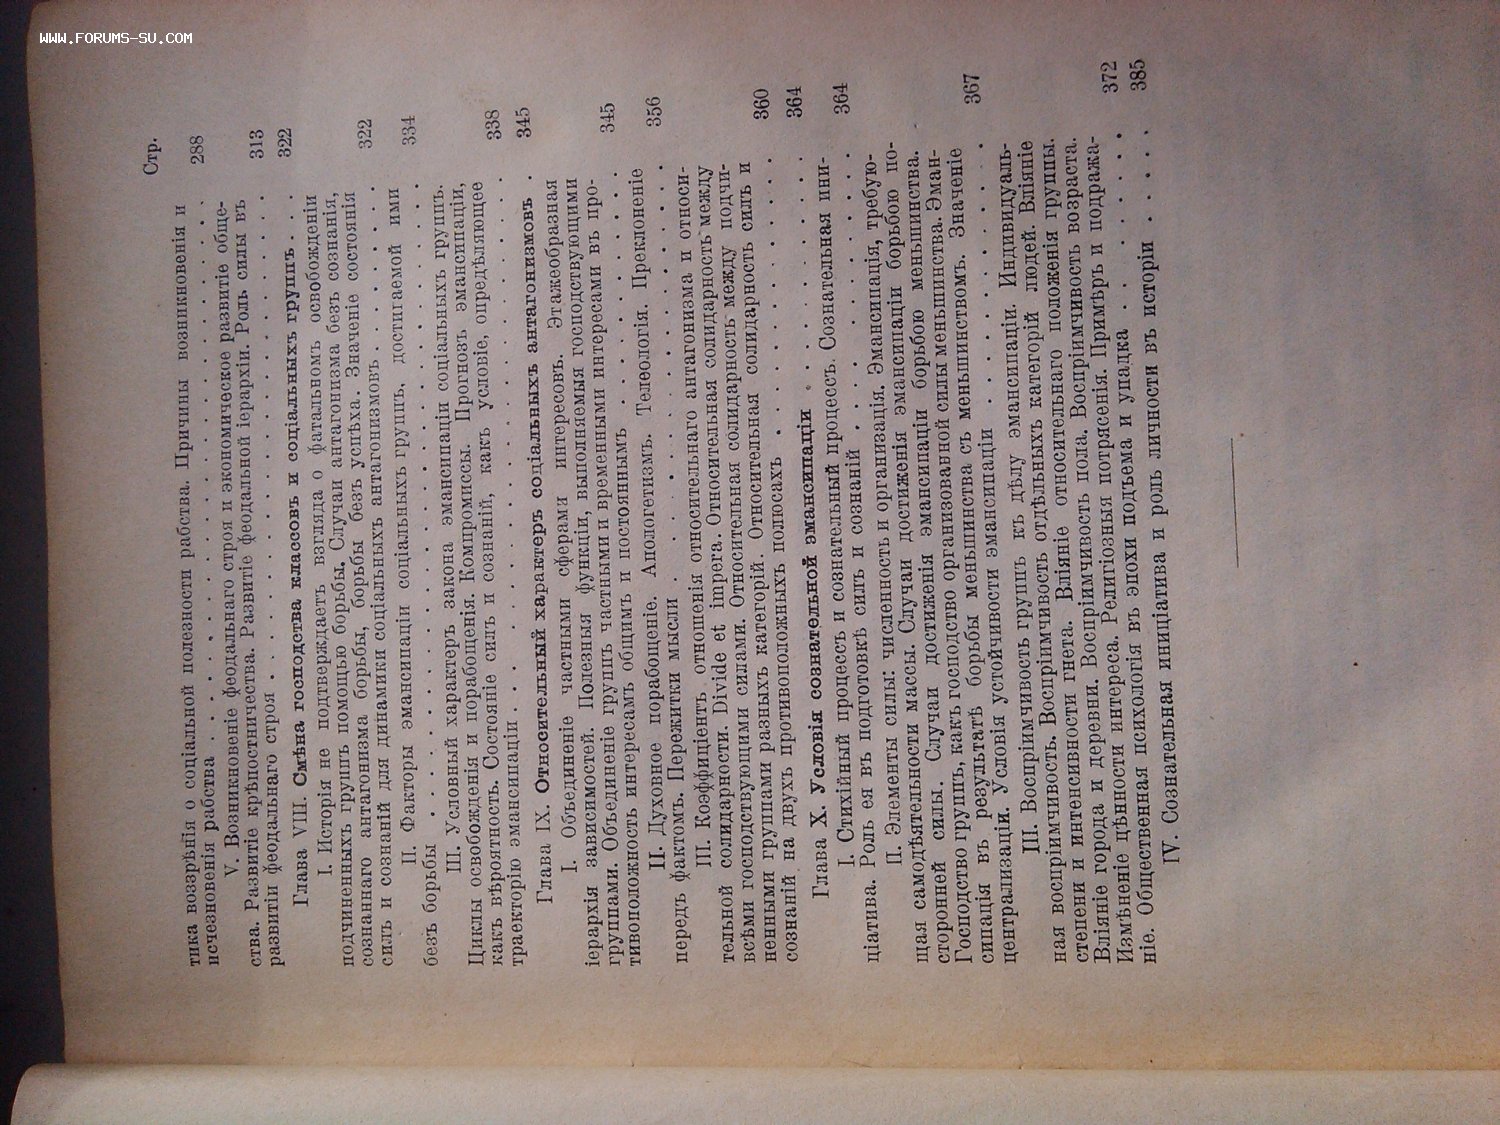 WWW.FORUMS-SU.COM
Стр.
тика воззрѣнія о соціальной полезности рабства. Причины возникновенія и
исчезновенія рабства . . . . . . . . . . . . . . . . 288
V. Возникновеніе феодальнаго строя и экономическое развитіе обще-
ства. Развитіе крѣпостничества. Развитіе феодальной іерархіи. Роль силы въ
развитіи феодальнаго строя . . . . . . . . . . . . . . 313
Глава VIII. Смѣна господства классовъ и соціальныхъ группъ . . . 322
I. Исторія не подтверждаетъ взгляда о фатальномъ освобожденіи
подчиненныхъ группъ помощью борьбы. Случаи антагонизма безъ сознанія,
сознаннаго антагонизма безъ борьбы, борьбы безъ успѣха. Значеніе состоянія
силъ и сознаній для динамики соціальныхъ антагонизмовъ . . . . . . . 322
II. Факторы эмансипаціи соціальныхъ группъ, достигаемой ими
безъ борьбы . . . . . . . . . . . . . . . . . . 334
III. Условный характеръ закона эмансипаціи соціальныхъ группъ.
Циклы освобожденія и порабощенія. Компромиссы. Прогнозъ эмансипаціи,
какъ вѣроятность. Состояніе силъ и сознаній, какъ условіе, опредѣляющее
траекторію эмансипаціи . . . . . . . . . . . . . . . 338
Глава IX. Относительный характеръ соціальныхъ антагонизмовъ . 345
I. Объединеніе частными сферами интересовъ. Этажеобразная
іерархія зависимостей. Полезныя функціи, выполняемыя господствующими
группами. Объединеніе группъ частными и временными интересами въ про-
тивоположность интересамъ общимъ и постояннымъ . . . . . . . . 345
II. Духовное порабощеніе. Апологетизмъ. Телеологія. Преклоненіе
передъ фактомъ. Пережитки мысли . . . . . . . . . . . . 356
III. Коэффиціентъ отношенія относительнаго антагонизма и относи-
тельной солидарности. Divide et impera. Относительная солидарность между
всѣми господствующими силами. Относительная солидарность между подчи-
ненными группами разныхъ категорій. Относительная солидарность силъ и
сознаній на двухъ противоположныхъ полюсахъ . . . . . . . . . 360
Глава X. Условія сознательной эмансипаціи . . . . . . . . 364
I. Стихійный процессъ и сознательный процессъ. Сознательная ини-
ціатива. Роль ея въ подготовкѣ силъ и сознаній . . . . . . . . 364
II. Элементы силы: численность и организація. Эмансипація, требую-
щая самодѣятельности массы. Случаи достиженія эмансипаціи борьбою по-
сторонней силы. Случаи достиженія эмансипаціи борьбою меньшинства.
Господство группъ, какъ господство организованной силы меньшинства. Эман-
сипація въ результатѣ борьбы меньшинства съ меньшинствомъ. Значеніе
централизаціи. Условія устойчивости эмансипаціи . . . . . . . . 367
III. Воспріимчивость группъ къ дѣлу эмансипаціи. Индивидуаль-
ная воспріимчивость. Воспріимчивость отдѣльныхъ категорій людей. Вліяніе
степени и интенсивности гнета. Вліяніе относительнаго положенія группы.
Вліяніе города и деревни. Воспріимчивость пола. Воспріимчивость возраста.
Измѣненіе цѣнности интереса. Религіозныя потрясенія. Примѣръ и подража-
ніе. Общественная психологія въ эпохи подъема и упадка . . . . . . 372
IV. Сознательная иниціатива и роль личности въ исторіи . . . . . 385